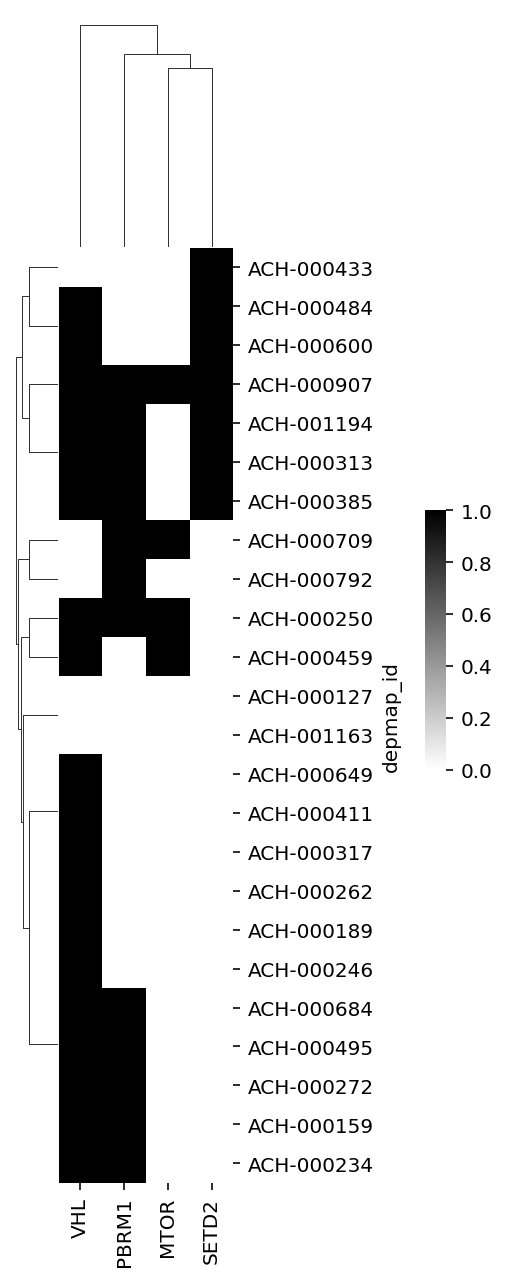 ACH-000433
ACH-000484
ACH-000600
ACH-000907
ACH-001194
ACH-000313
ACH-000385
ACH-000709
ACH-000792
ACH-000250
ACH-000459
ACH-000127
ACH-001163
ACH-000649
ACH-000411
ACH-000317
ACH-000262
ACH-000189
ACH-000246
ACH-000684
ACH-000495
ACH-000272
ACH-000159
ACH-000234
depmap_id
1.0
0.8
0.6
0.4
0.2
0.0
VHL
PBRM1
MTOR
SETD2